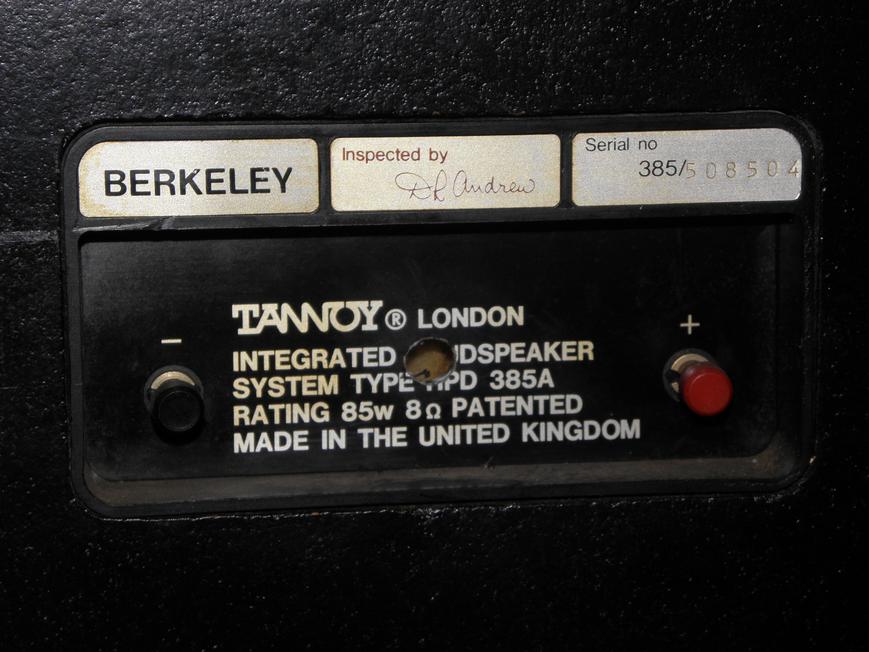 BERKELEY
Inspected by
DR Andrew
Serial no
385/508504
TANNOY® LONDON
INTEGRATED
SYSTEM TYPE HPD 385A
RATING 85w 8Ω PATENTED
MADE IN THE UNITED KINGDOM
−
+